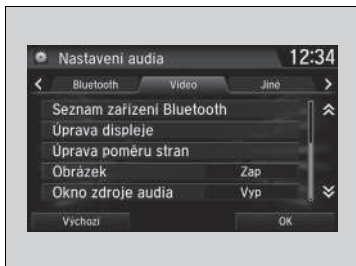 Nastavení audia 12:34
Bluetooth Video Jiné
Seznam zařízení Bluetooth
Úprava displeje
Úprava poměru stran
Obrázek Zap
Okno zdroje audia Vyp
Výchozí OK